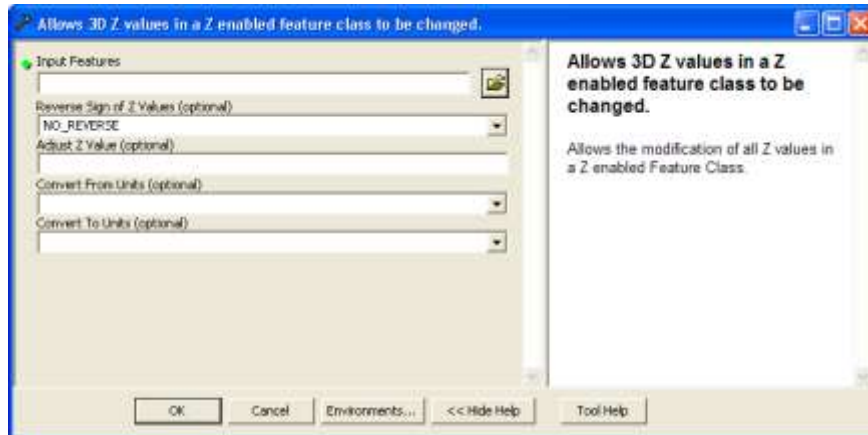 Allows 3D Z values in a Z enabled feature class to be changed.
Input Features
Reverse Sign of Z Values (optional)
NO_REVERSE
Adjust Z Value (optional)
Convert From Units (optional)
Convert To Units (optional)
Allows 3D Z values in a Z
enabled feature class to be
changed.
Allows the modification of all Z values in
a Z enabled Feature Class.
OK
Cancel
Environments...
<< Hide Help
Tool Help